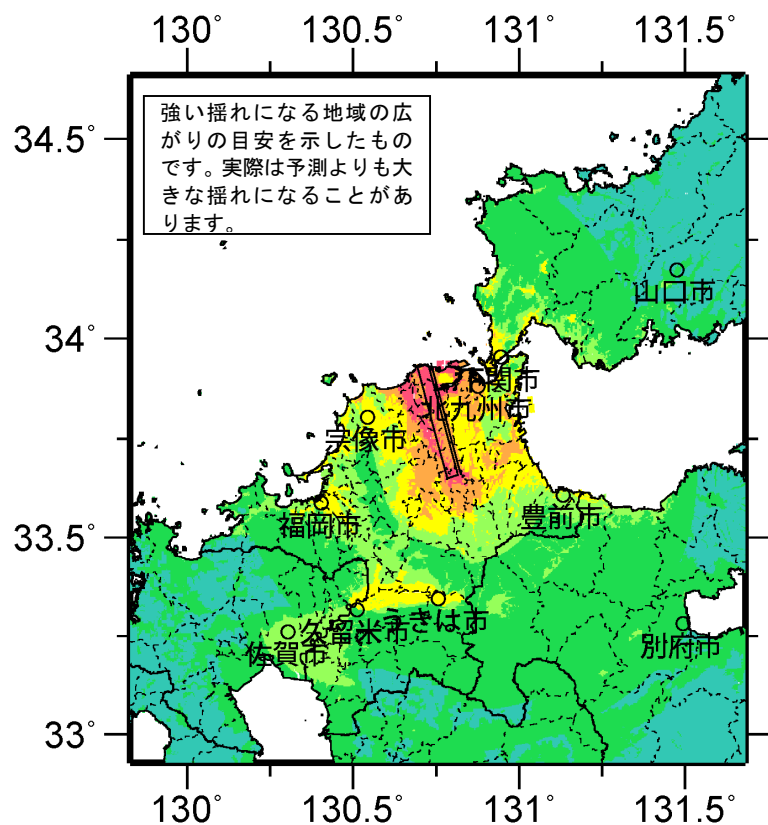 130° 130.5° 131° 131.5°
34.5°
34°
33.5°
33°
強い揺れになる地域の広
がりの目安を示したもの
です。実際は予測よりも大
きな揺れになることがあ
ります。
山口市
下関市
北九州市
宗像市
福岡市
豊前市
うきは市
久留米市
佐賀市
別府市
130° 130.5° 131° 131.5°